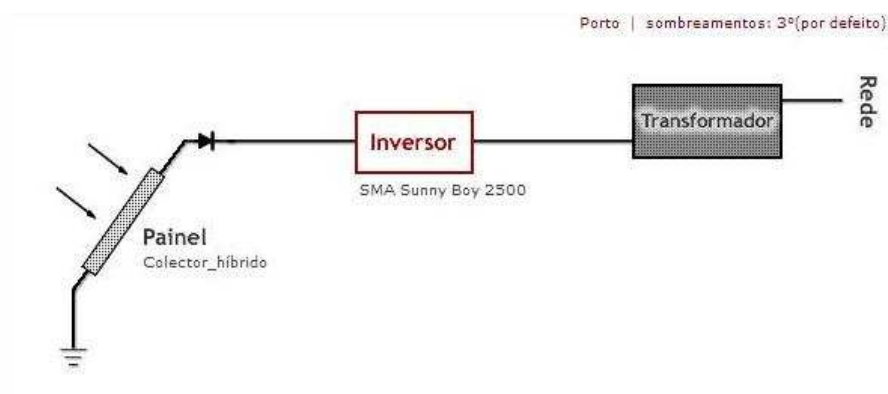 Porto | sombreamentos: 3º(por defeito)
Rede
Transformador
Inversor
SMA Sunny Boy 2500
Painel
Colector_híbrido